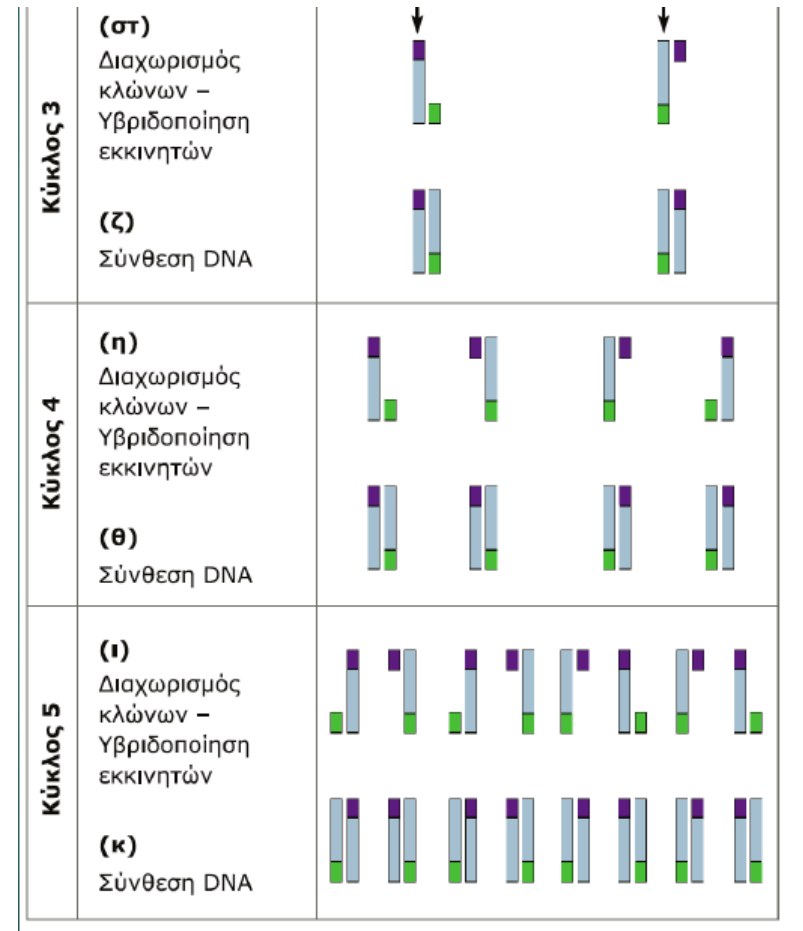 Κύκλος 3
(στ)
Διαχωρισμός
κλώνων –
Υβριδοποίηση
εκκινητών
(ζ)
Σύνθεση DNA
Κύκλος 4
(η)
Διαχωρισμός
κλώνων –
Υβριδοποίηση
εκκινητών
(θ)
Σύνθεση DNA
Κύκλος 5
(ι)
Διαχωρισμός
κλώνων –
Υβριδοποίηση
εκκινητών
(κ)
Σύνθεση DNA